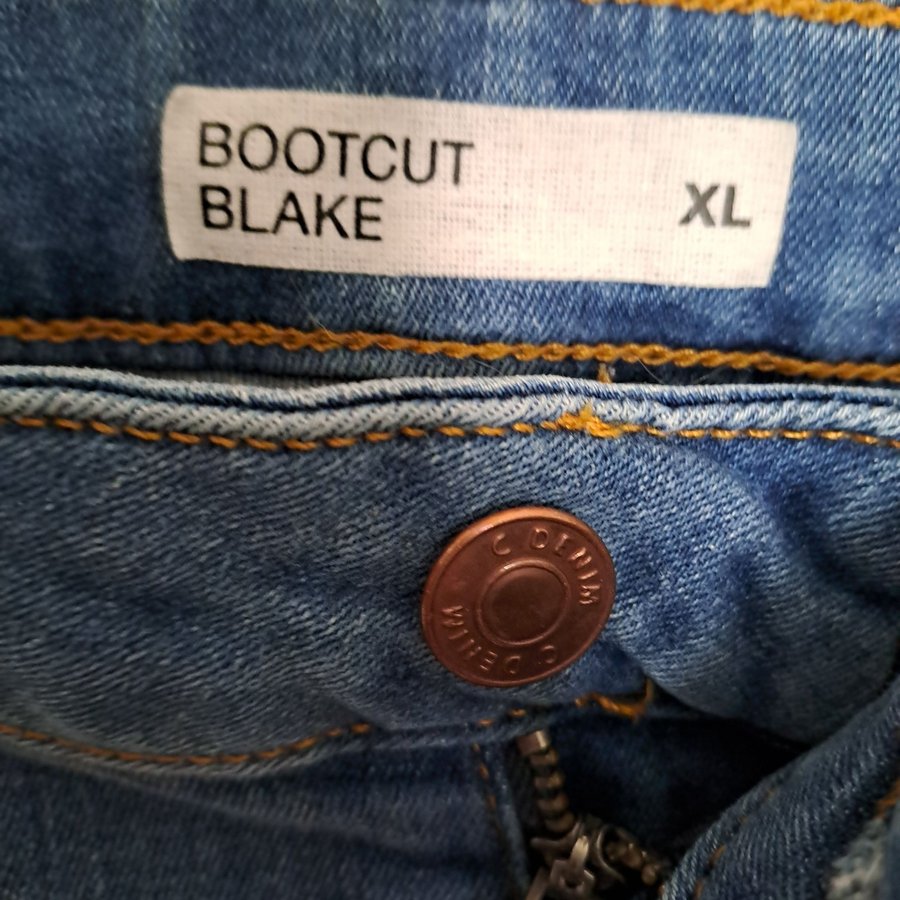 BOOTCUT
BLAKE
XL
C DENIM
C DENIM